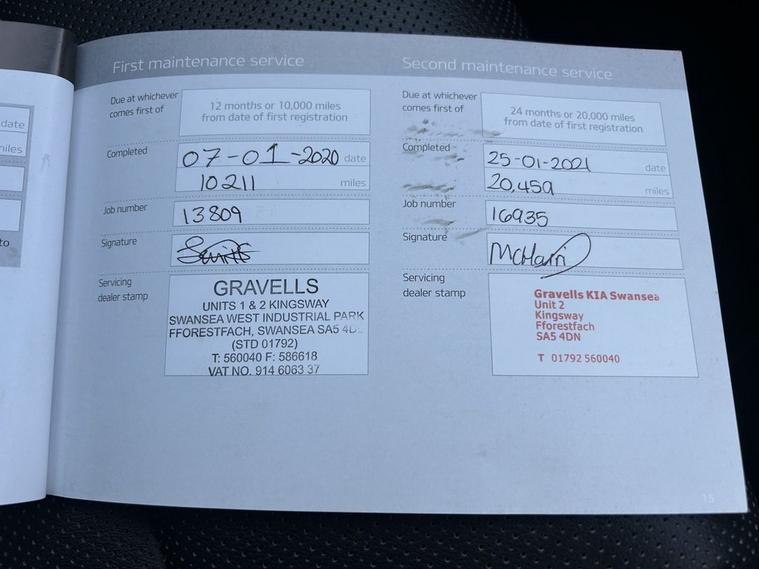 date
miles
to
First maintenance service
Due at whichever
comes first of
12 months or 10,000 miles
from date of first registration
Completed
07-01-2020 date
10211 miles
Job number
13809
Signature
Servicing
dealer stamp
GRAVELLS
UNITS 1 & 2 KINGSWAY
SWANSEA WEST INDUSTRIAL PARK
FFORESTFACH, SWANSEA SA5
(STD 01792)
T: 560040 F: 586618
VAT NO. 914 6063 37
Second maintenance service
Due at whichever
comes first of
24 months or 20,000 miles
from date of first registration
Completed
25-01-2021 date
20,459 miles
Job number
16935
Signature
Servicing
dealer stamp
Gravells KIA Swansea
Unit 2
Kingsway
Fforestfach
SA5 4DN
T 01792 560040
15